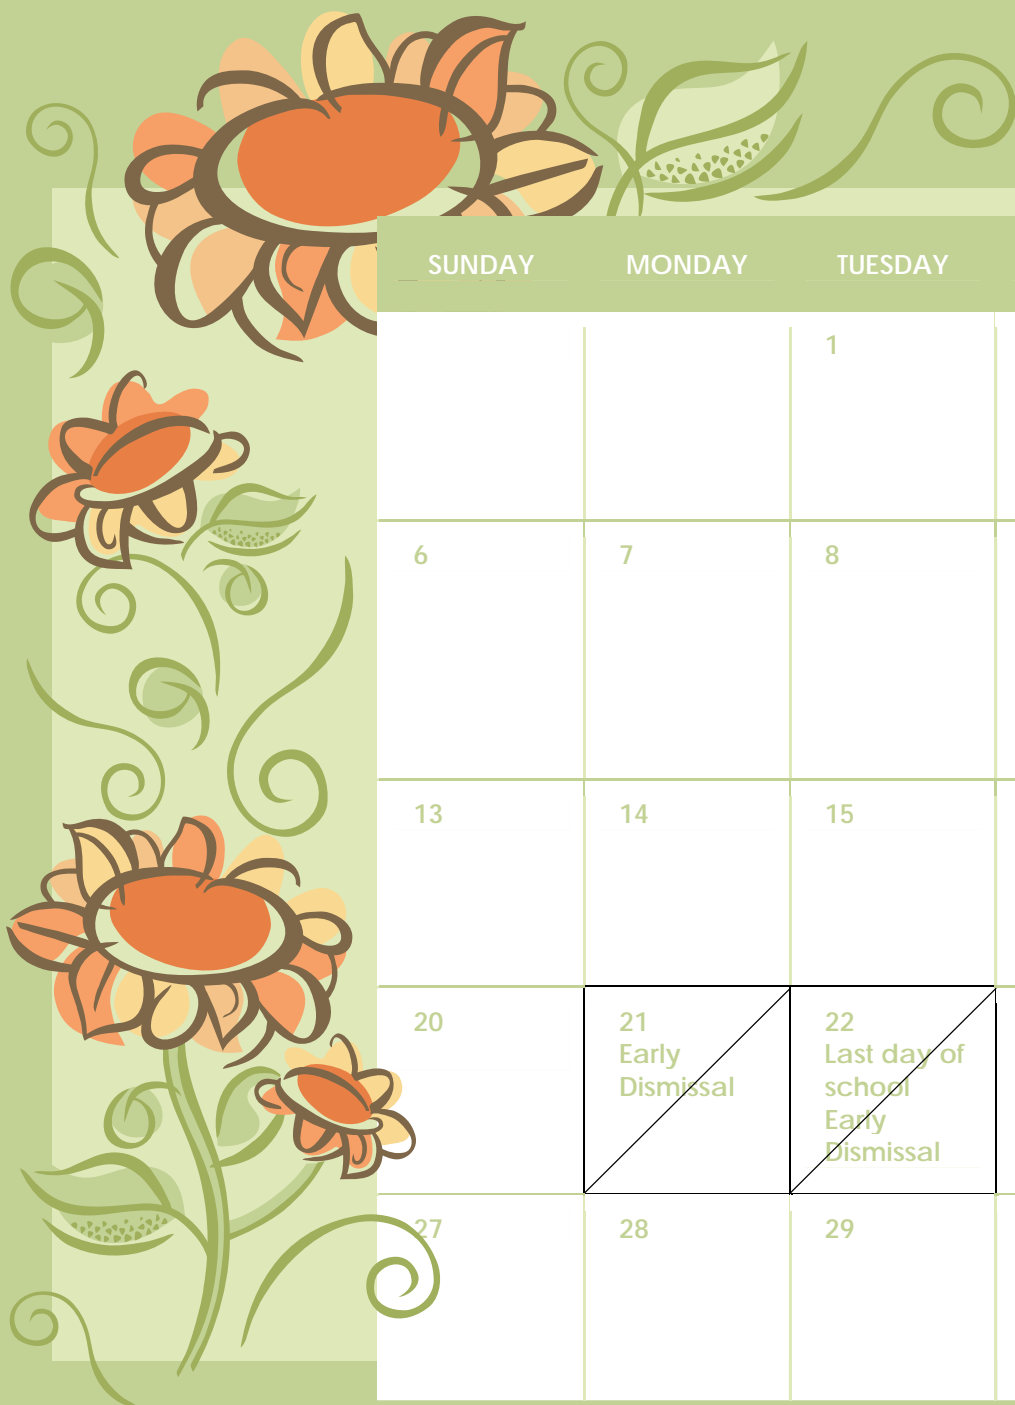 SUNDAY MONDAY TUESDAY
1
6 7 8
13 14 15
20 21 22
Early Last day of
Dismissal school
Early
Dismissal
27 28 29